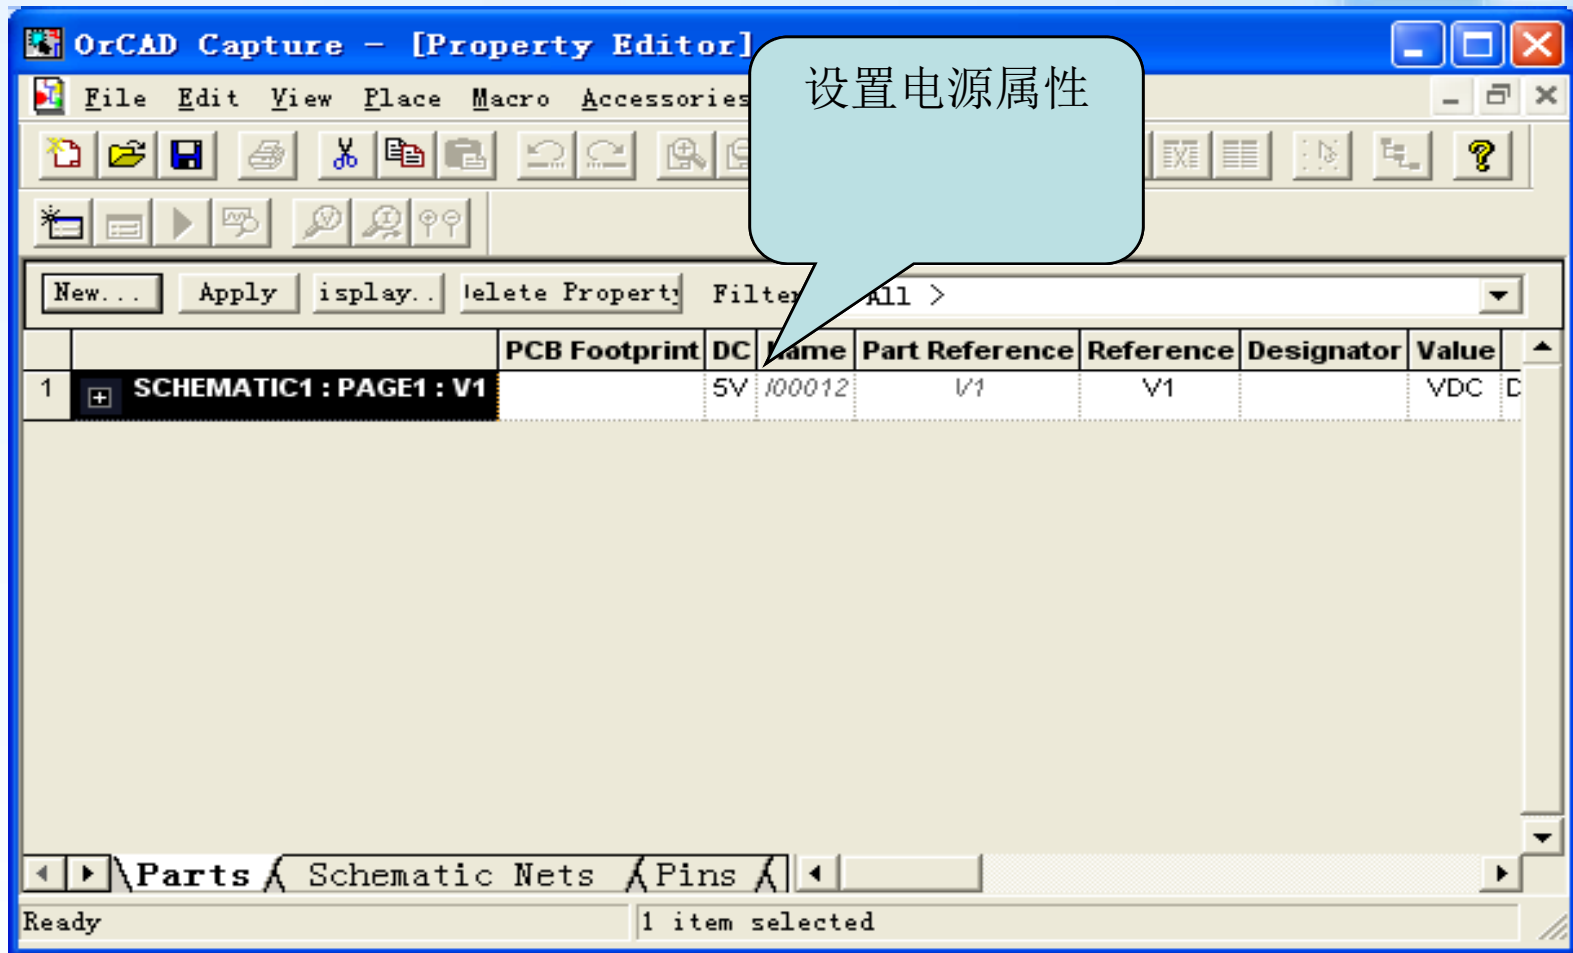 OrCAD Capture - [Property Editor]
设置电源属性
File Edit View Place Macro Accessories
New... Apply isplay.. elete Property Filter All >
PCB Footprint DC Name Part Reference Reference Designator Value
1 SCHEMATIC1 : PAGE1 : V1 5V I00012 V1 V1 VDC D
Parts Schematic Nets Pins
Ready 1 item selected